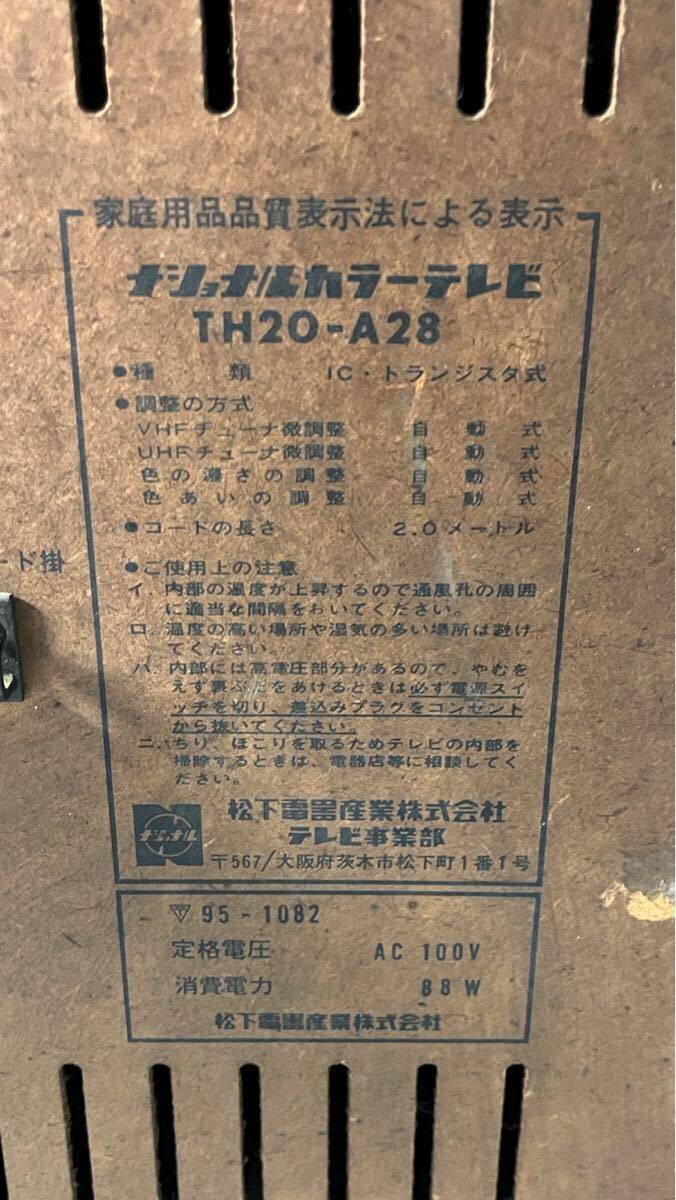 家庭用品品質表示法による表示
ナショナルカラーテレビ
TH20-A28
●種類 IC・トランジスタ式
●調整の方式
VHFチューナ微調整 自動式
UHFチューナ微調整 自動式
色の濃さの調整 自動式
色あいの調整 自動式
●コードの長さ 2.0メートル
ード掛
●ご使用上の注意
イ．内部の温度が上昇するので通風孔の周囲
に適当な間隔をおいてください。
ロ．温度の高い場所や湿気の多い場所は避け
てください。
ハ．内部には高電圧部分があるので、やむを
えず裏ぶたをあけるときは必ず電源スイ
ッチを切り、差込みプラグをコンセント
から抜いてください。
ニ．ちり、ほこりを取るためテレビの内部を
掃除するときは、電器店等に相談してく
ださい。
ナショナル
松下電器産業株式会社
テレビ事業部
〒567/大阪府茨木市松下町1番1号
〒95-1082
定格電圧 AC 100V
消費電力 88W
松下電器産業株式会社